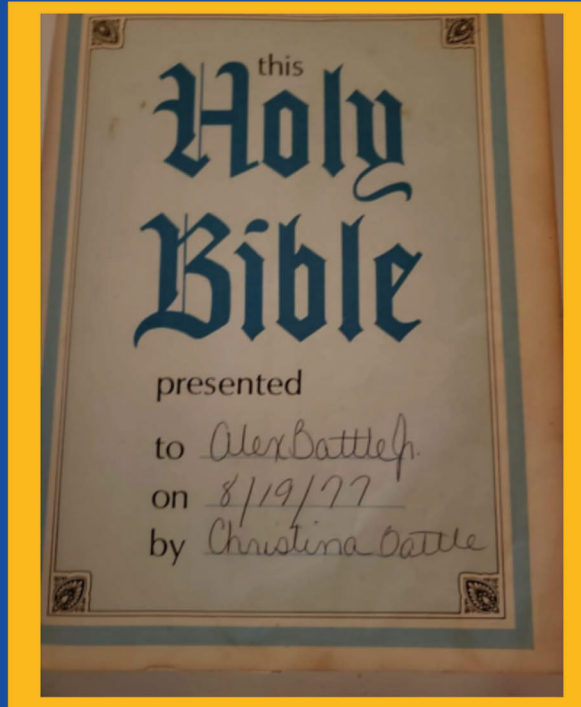 this
Holy
Bible
presented
to Alex Battle Jr.
on 8/19/77
by Christina Battle